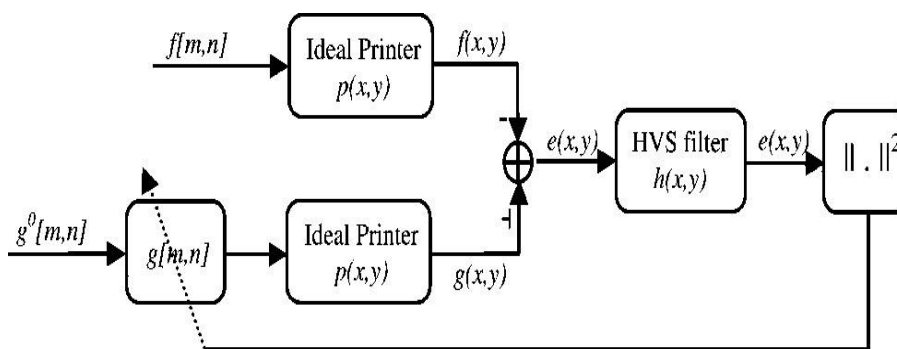 f[m,n]
Ideal Printer
p(x,y)
f(x,y)
-
e(x,y)
HVS filter
h(x,y)
e(x,y)
|| . ||²
g⁰[m,n]
g[m,n]
Ideal Printer
p(x,y)
g(x,y)